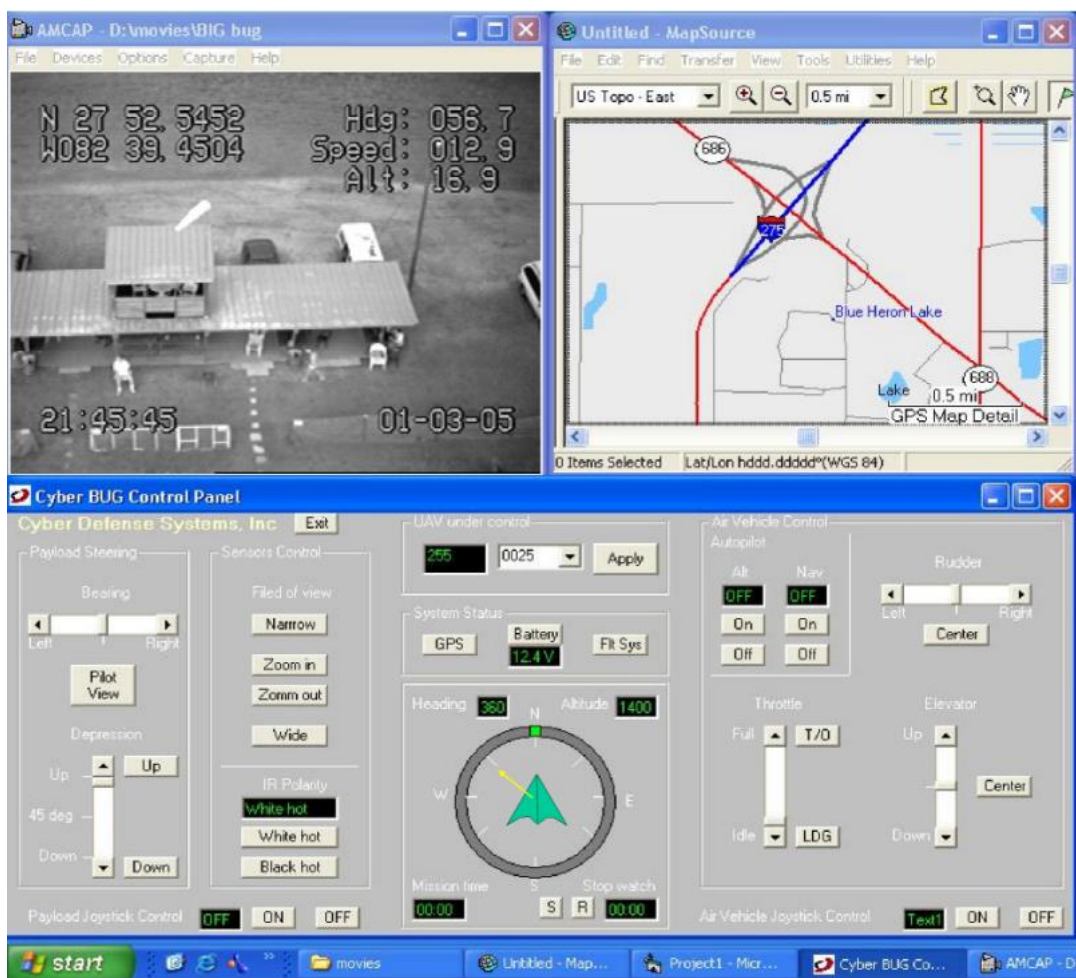 AMCAP - D:\movies\BIG bug
File Devices Options Capture Help
N 27 52.5452
W082 39.4504
Hdg: 056.7
Speed: 012.9
Alt: 16.9
21:45:45
01-03-05
Untitled - MapSource
File Edit Find Transfer View Tools Utilities Help
US Topo - East
0.5 mi
686
275
Blue Heron Lake
688
Lake
0.5 mi
GPS Map Detail
0 Items Selected
Lat/Lon hddd.ddddd°(WGS 84)
Cyber BUG Control Panel
Cyber Defense Systems, Inc
Exit
Payload Steering
Bearing
Left
Right
Pilot
View
Depression
Up
Up
45 deg
Down
Down
Payload Joystick Control
OFF
ON
OFF
Sensors Control
Filed of view
Narrow
Zoom in
Zomm out
Wide
IR Polarity
White hot
White hot
Black hot
UAV under control
255
0025
Apply
System Status
GPS
Battery
12.4 V
Flt Sys
Heading
360
Altitude
1400
N
W
E
S
Mission time
00:00
S
R
Stop watch
00:00
Air Vehicle Control
Autopilot
Alt
Nav
OFF
OFF
On
On
Off
Off
Rudder
Left
Right
Center
Throttle
Full
T/O
Idle
LDG
Elevator
Up
Center
Down
Air Vehicle Joystick Control
Text1
ON
OFF
start
movies
Untitled - Map...
Project1 - Micr...
Cyber BUG Co...
AMCAP - D